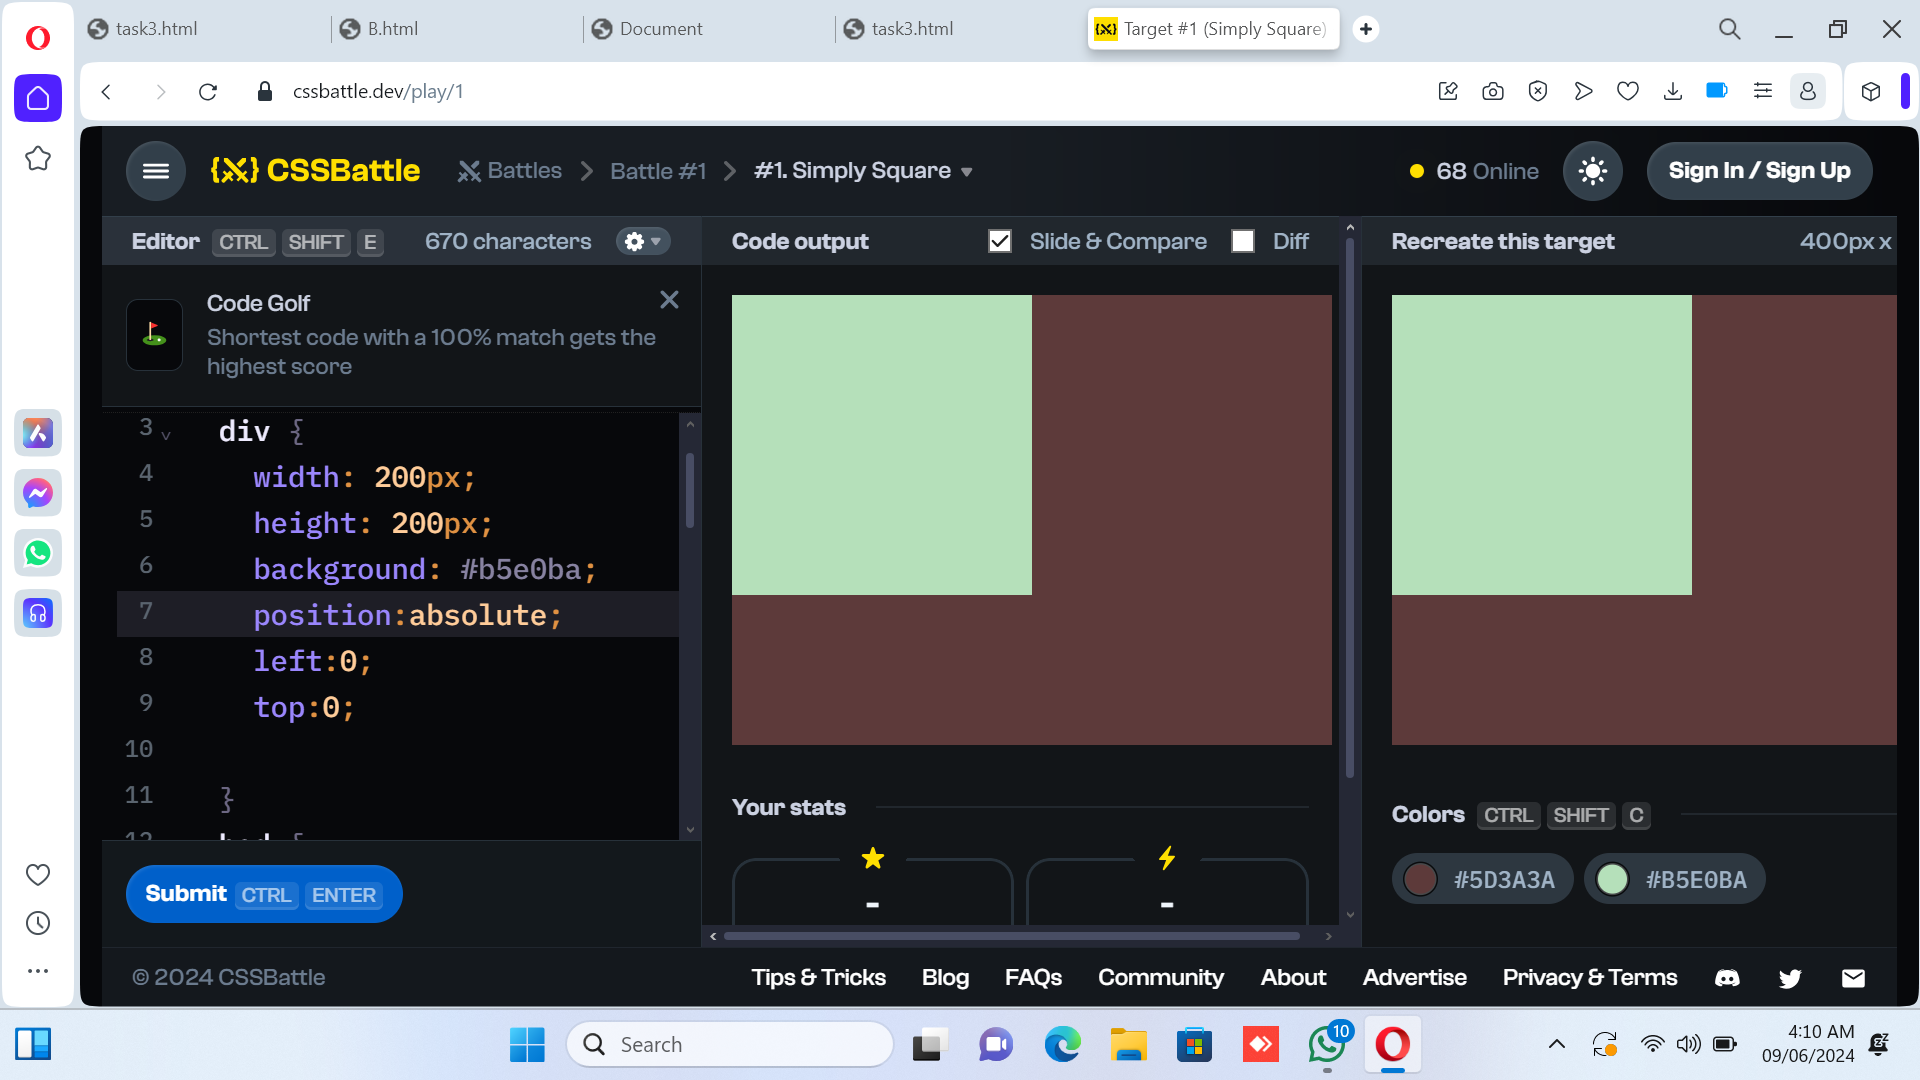 task3.html
B.html
Document
task3.html
Target #1 (Simply Square)
cssbattle.dev/play/1
CSSBattle
Battles
Battle #1
#1. Simply Square
68 Online
Sign In / Sign Up
Editor CTRL SHIFT E
670 characters
Code output
Slide & Compare
Diff
Recreate this target
400px x
Code Golf
Shortest code with a 100% match gets the
highest score
3 div {
4 width: 200px;
5 height: 200px;
6 background: #b5e0ba;
7 position:absolute;
8 left:0;
9 top:0;
10
11 }
Submit CTRL ENTER
Your stats
-
-
Colors CTRL SHIFT C
#5D3A3A
#B5E0BA
© 2024 CSSBattle
Tips & Tricks
Blog
FAQs
Community
About
Advertise
Privacy & Terms
Search
10
4:10 AM
09/06/2024